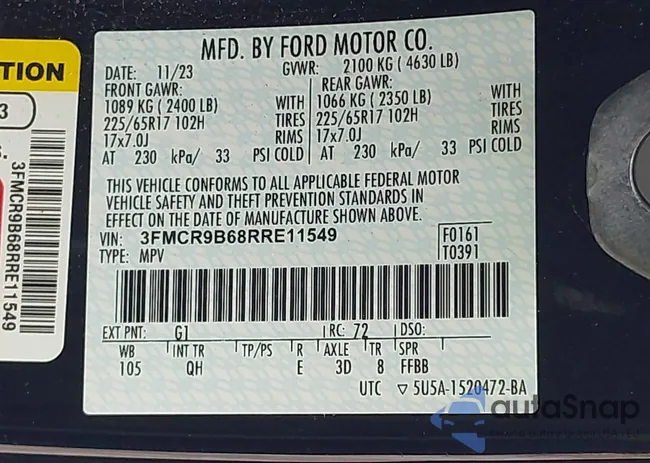 MFD. BY FORD MOTOR CO.
DATE: 11/23 GVWR: 2100 KG ( 4630 LB)
FRONT GAWR: REAR GAWR:
1089 KG ( 2400 LB) WITH 1066 KG ( 2350 LB) WITH
225/65R17 102H TIRES 225/65R17 102H TIRES
17x7.0J RIMS 17x7.0J RIMS
AT 230 kPa/ 33 PSI COLD AT 230 kPa/ 33 PSI COLD
THIS VEHICLE CONFORMS TO ALL APPLICABLE FEDERAL MOTOR
VEHICLE SAFETY AND THEFT PREVENTION STANDARDS IN
EFFECT ON THE DATE OF MANUFACTURE SHOWN ABOVE.
VIN: 3FMCR9B68RRE11549 F0161
TYPE: MPV T0391
EXT PNT: G1 RC: 72 DSO:
WB INT TR TP/PS R AXLE TR SPR
105 QH E 3D 8 FFBB
UTC ▽ 5U5A-1520472-BA
3FMCR9B68RRE11549
3
autoSnap